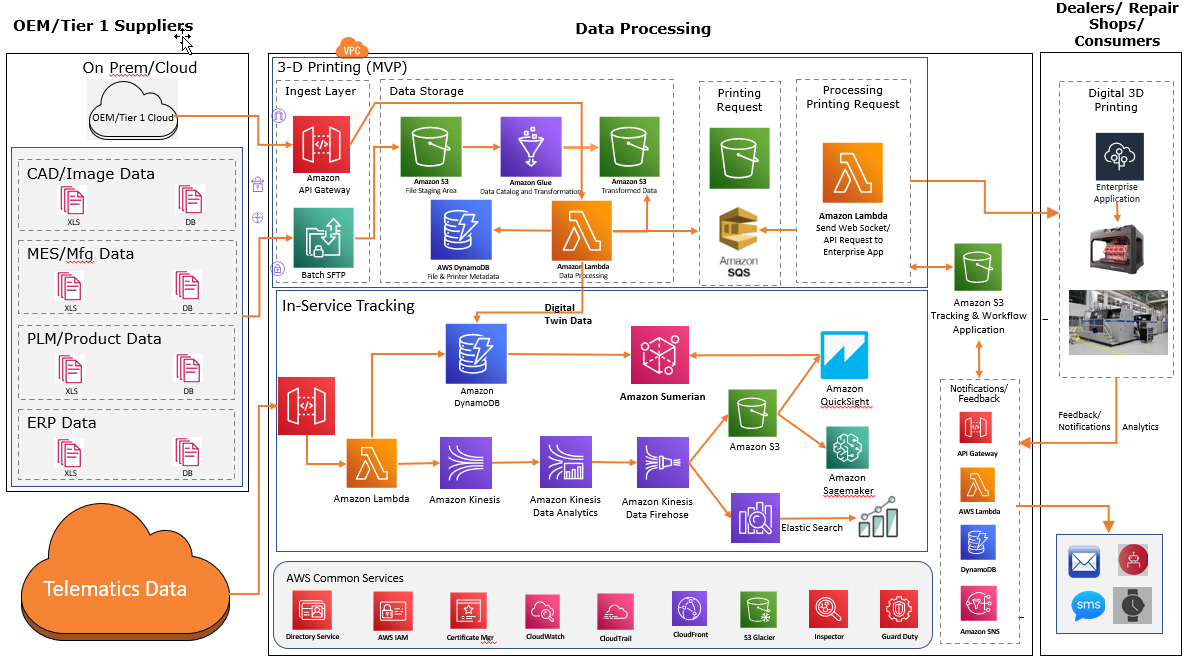 OEM/Tier 1 Suppliers
Data Processing
Dealers/ Repair
Shops/
Consumers
On Prem/Cloud
OEM/Tier 1 Cloud
CAD/Image Data
XLS
DB
MES/Mfg Data
XLS
DB
PLM/Product Data
XLS
DB
ERP Data
XLS
DB
Telematics Data
VPC
3-D Printing (MVP)
Ingest Layer
Amazon
API Gateway
Batch SFTP
Data Storage
Amazon S3
File Staging Area
Amazon Glue
Data Catalog and Transformation
Amazon S3
Transformed Data
AWS DynamoDB
File & Printer Metadata
Amazon Lambda
Data Processing
Printing
Request
Amazon
SQS
Processing
Printing Request
Amazon Lambda
Send Web Socket/
API Request to
Enterprise App
In-Service Tracking
Digital
Twin Data
Amazon
DynamoDB
Amazon Sumerian
Amazon
QuickSight
Amazon Lambda
Amazon Kinesis
Amazon Kinesis
Data Analytics
Amazon Kinesis
Data Firehose
Amazon S3
Amazon
Sagemaker
Elastic Search
Amazon S3
Tracking & Workflow
Application
Notifications/
Feedback
API Gateway
AWS Lambda
DynamoDB
Amazon SNS
AWS Common Services
Directory Service
AWS IAM
Certificate Mgr
CloudWatch
CloudTrail
CloudFront
S3 Glacier
Inspector
Guard Duty
Digital 3D
Printing
Enterprise
Application
Feedback/
Notifications
Analytics
sms